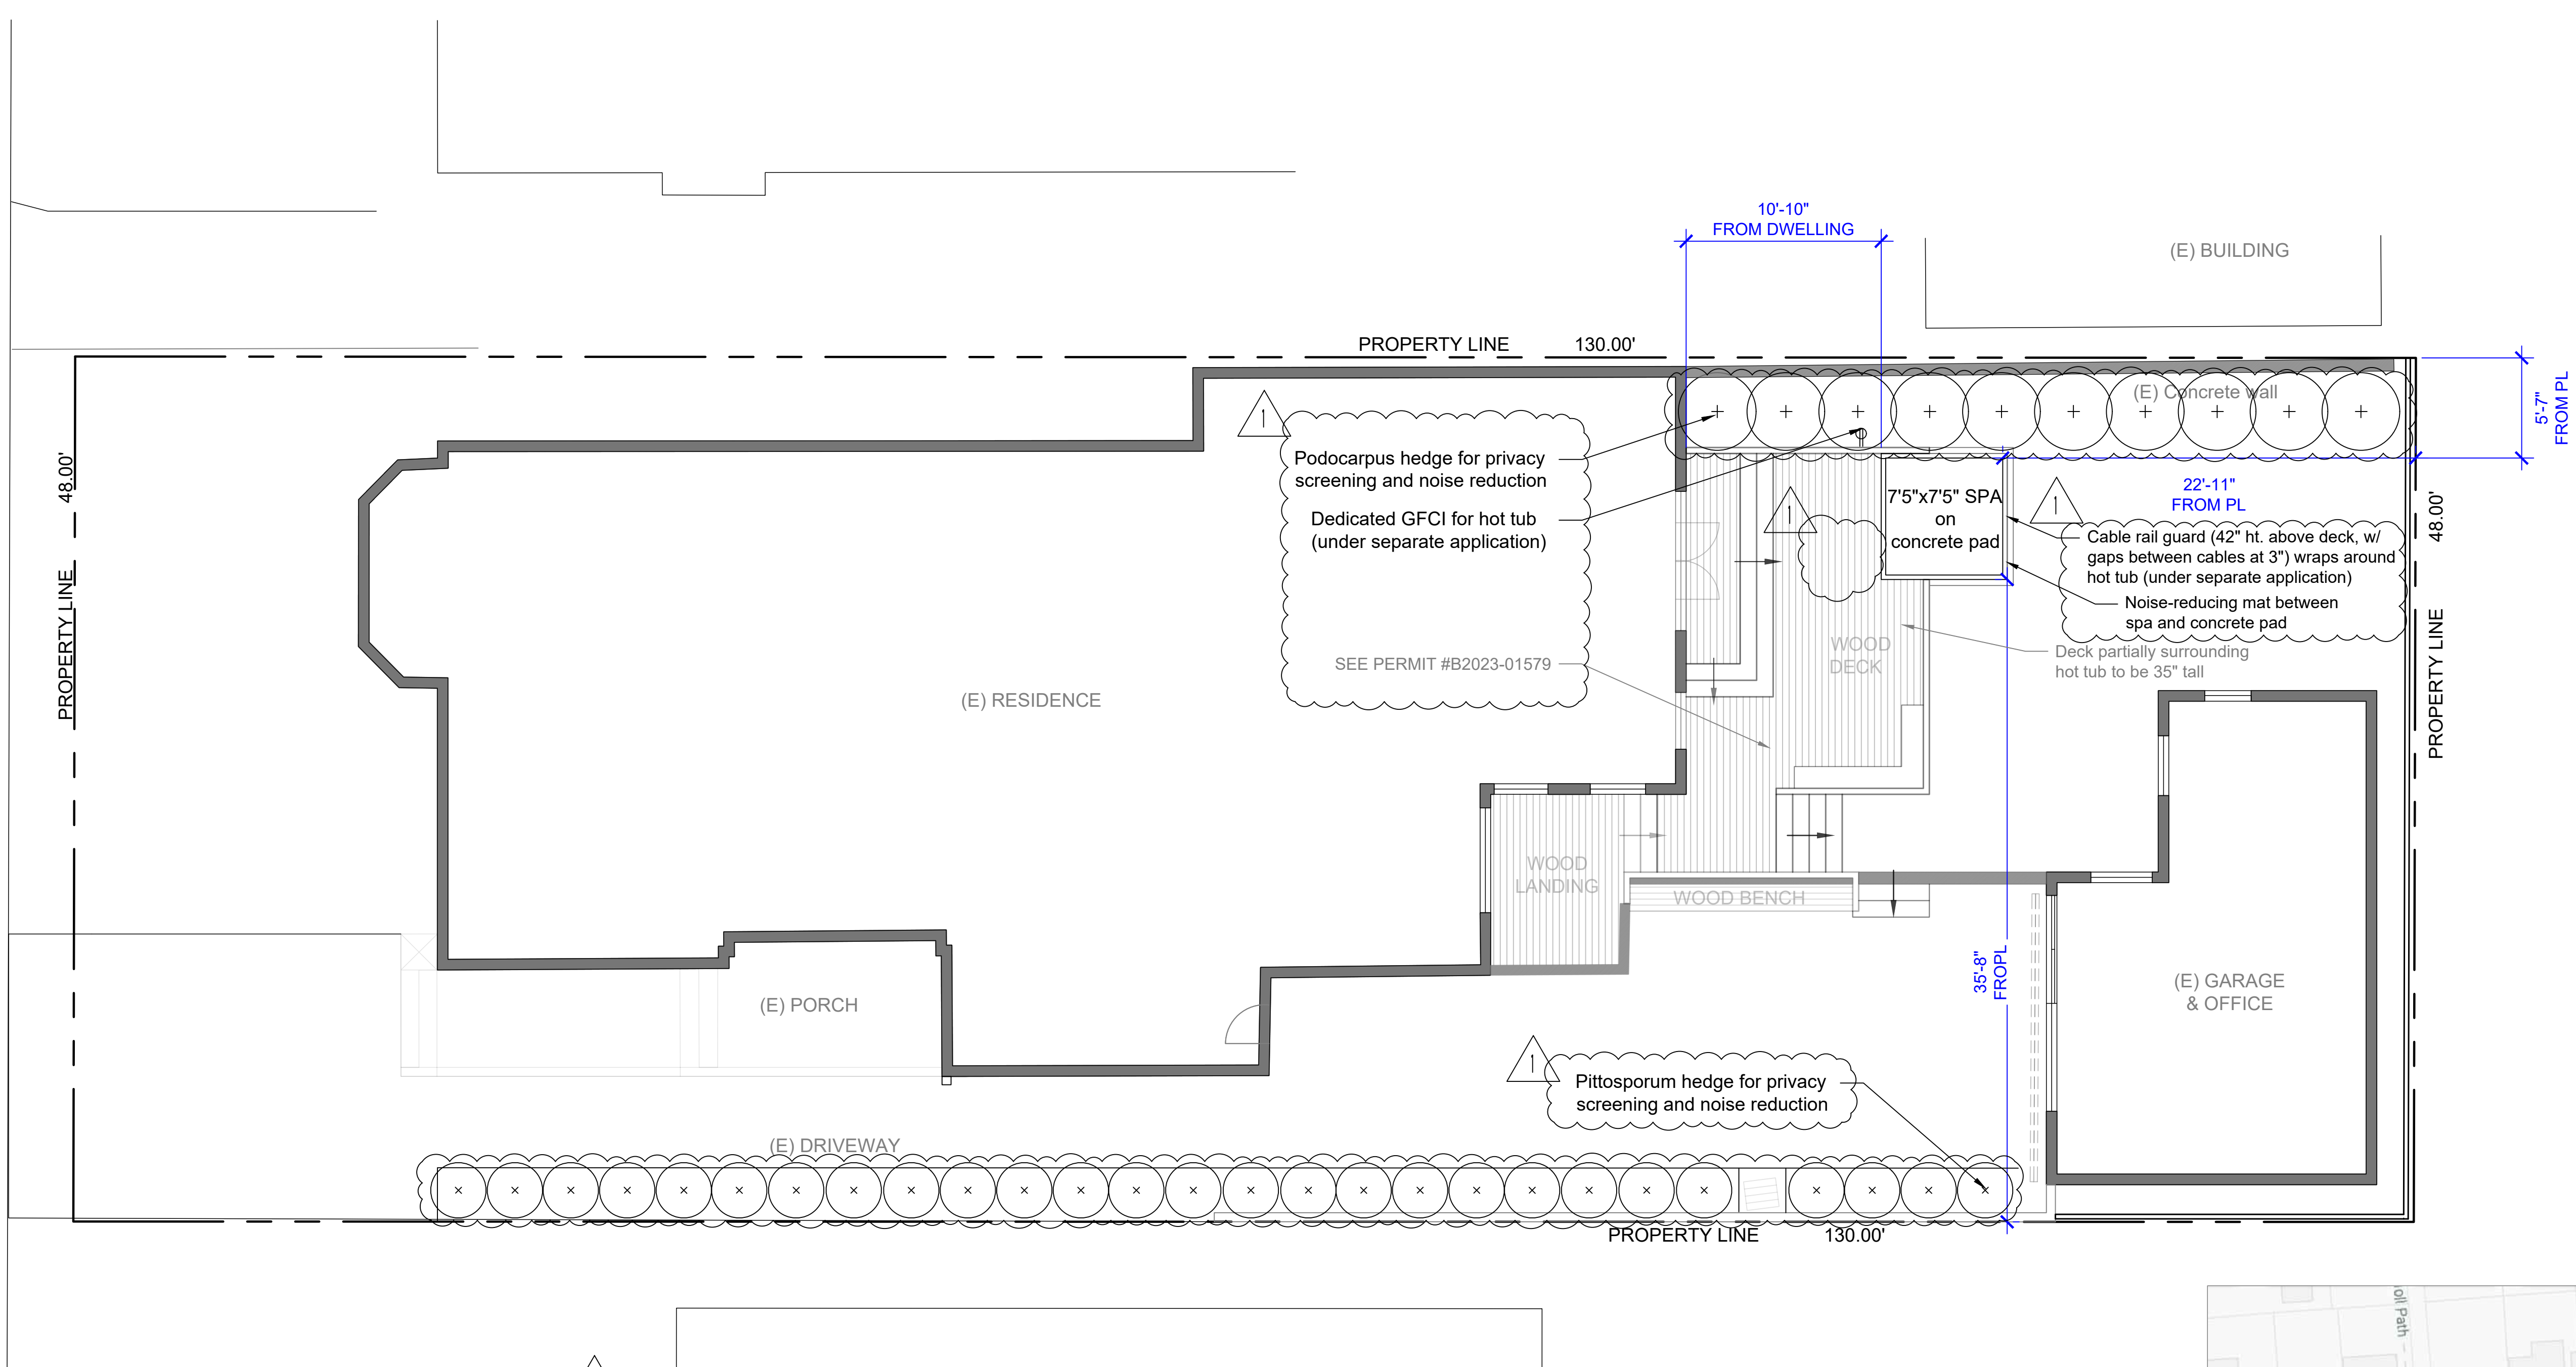 10'-10"
FROM DWELLING
(E) BUILDING
PROPERTY LINE 130.00'
5'-7"
FROM PL
(E) Concrete wall
1
Podocarpus hedge for privacy
screening and noise reduction
Dedicated GFCI for hot tub
(under separate application)
SEE PERMIT #B2023-01579
48.00'
PROPERTY LINE
1
7'5"x7'5" SPA
on
concrete pad
22'-11"
FROM PL
1
Cable rail guard (42" ht. above deck, w/
gaps between cables at 3") wraps around
hot tub (under separate application)
Noise-reducing mat between
spa and concrete pad
48.00'
PROPERTY LINE
WOOD
DECK
Deck partially surrounding
hot tub to be 35" tall
(E) RESIDENCE
WOOD
LANDING
WOOD BENCH
35'-8"
FROPL
(E) GARAGE
& OFFICE
(E) PORCH
1
Pittosporum hedge for privacy
screening and noise reduction
(E) DRIVEWAY
PROPERTY LINE 130.00'
Path